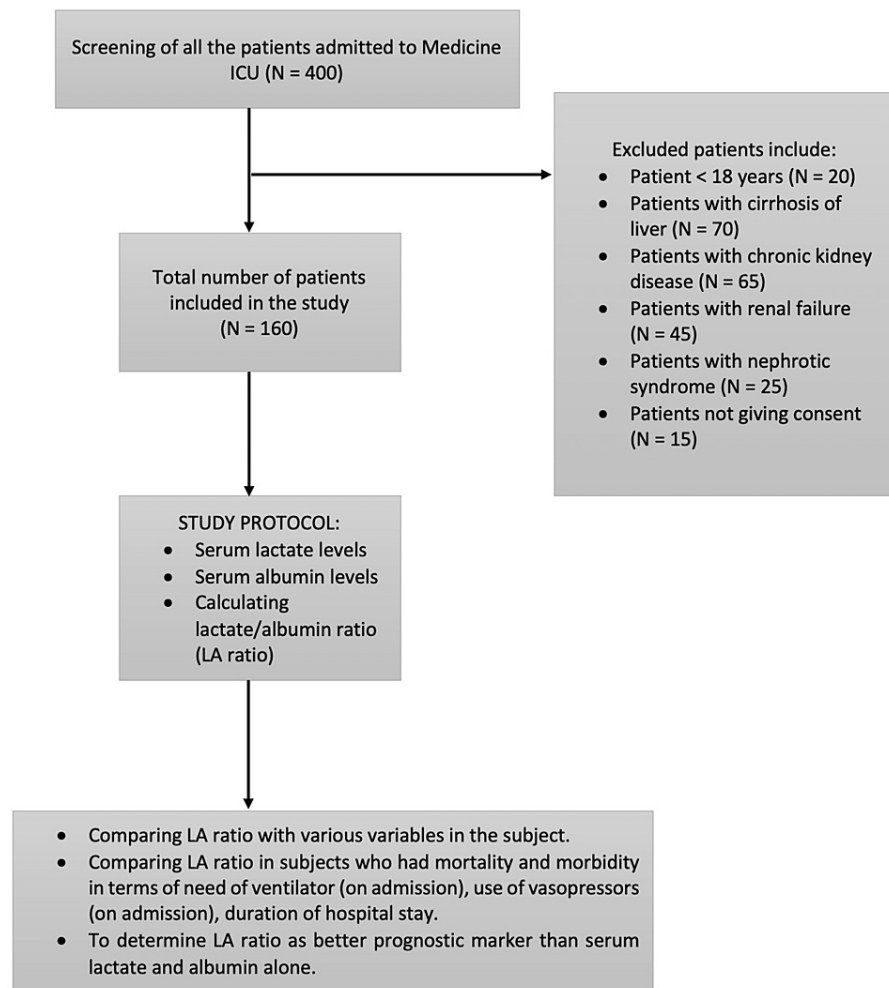 Screening of all the patients admitted to Medicine
ICU (N = 400)
Excluded patients include:
• Patient < 18 years (N = 20)
• Patients with cirrhosis of
liver (N = 70)
• Patients with chronic kidney
disease (N = 65)
• Patients with renal failure
(N = 45)
• Patients with nephrotic
syndrome (N = 25)
• Patients not giving consent
(N = 15)
Total number of patients
included in the study
(N = 160)
STUDY PROTOCOL:
• Serum lactate levels
• Serum albumin levels
• Calculating
lactate/albumin ratio
(LA ratio)
• Comparing LA ratio with various variables in the subject.
• Comparing LA ratio in subjects who had mortality and morbidity
in terms of need of ventilator (on admission), use of vasopressors
(on admission), duration of hospital stay.
• To determine LA ratio as better prognostic marker than serum
lactate and albumin alone.